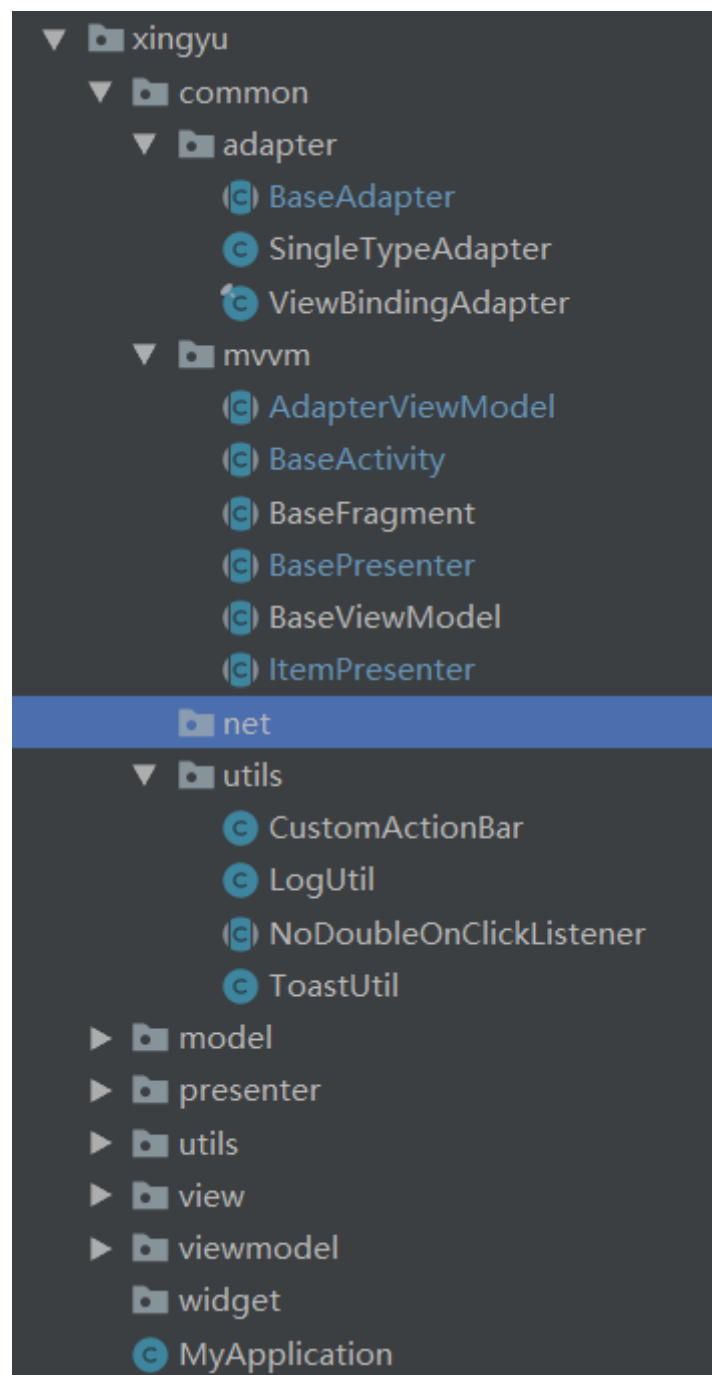 xingyu
common
adapter
BaseAdapter
SingleTypeAdapter
ViewBindingAdapter
mvvm
AdapterViewModel
BaseActivity
BaseFragment
BasePresenter
BaseViewModel
ItemPresenter
net
utils
CustomActionBar
LogUtil
NoDoubleOnClickListener
ToastUtil
model
presenter
utils
view
viewmodel
widget
MyApplication